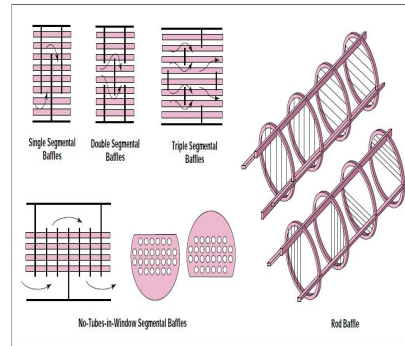 Single Segmental
Baffles
Double Segmental
Baffles
Triple Segmental
Baffles
No-Tubes-in-Window Segmental Baffles
Rod Baffle